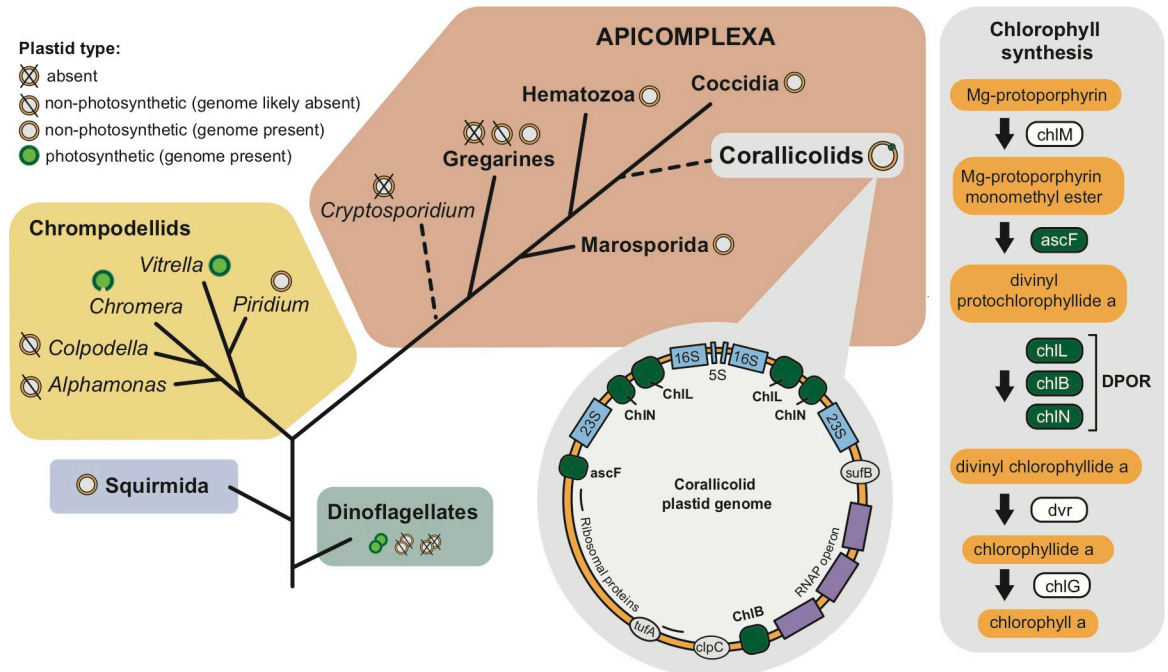 Plastid type:
absent
non-photosynthetic (genome likely absent)
non-photosynthetic (genome present)
photosynthetic (genome present)
APICOMPLEXA
Hematozoa
Coccidia
Gregarines
Corallicolids
Cryptosporidium
Marosporida
Chrompodellids
Vitrella
Chromera
Piridium
Colpodella
Alphamonas
Squirmida
Dinoflagellates
16S
5S
16S
ChlL
ChlL
ChlN
ChlN
23S
23S
ascF
sufB
Corallicolid
plastid genome
Ribosomal proteins
RNAP operon
tufA
clpC
ChlB
Chlorophyll
synthesis
Mg-protoporphyrin
chlM
Mg-protoporphyrin
monomethyl ester
ascF
divinyl
protochlorophyllide a
chlL
chlB
DPOR
chlN
divinyl chlorophyllide a
dvr
chlorophyllide a
chlG
chlorophyll a